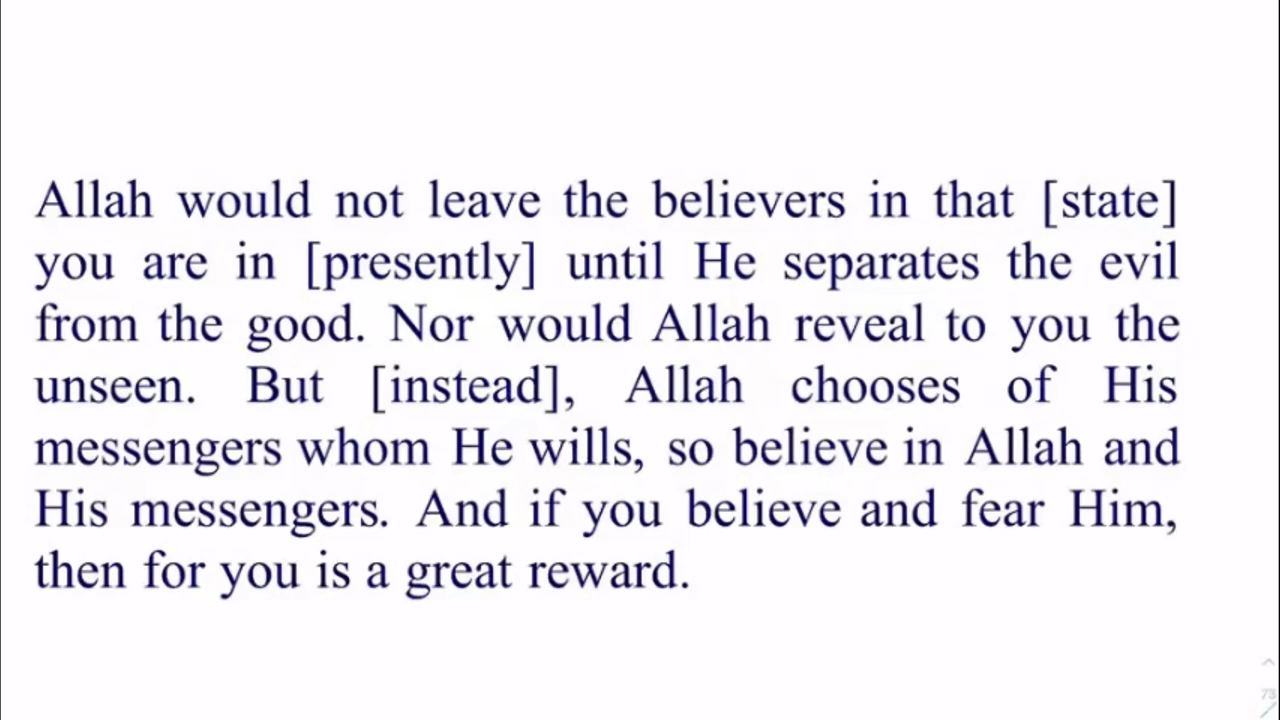 Allah would not leave the believers in that [state]
you are in [presently] until He separates the evil
from the good. Nor would Allah reveal to you the
unseen. But [instead], Allah chooses of His
messengers whom He wills, so believe in Allah and
His messengers. And if you believe and fear Him,
then for you is a great reward.
73